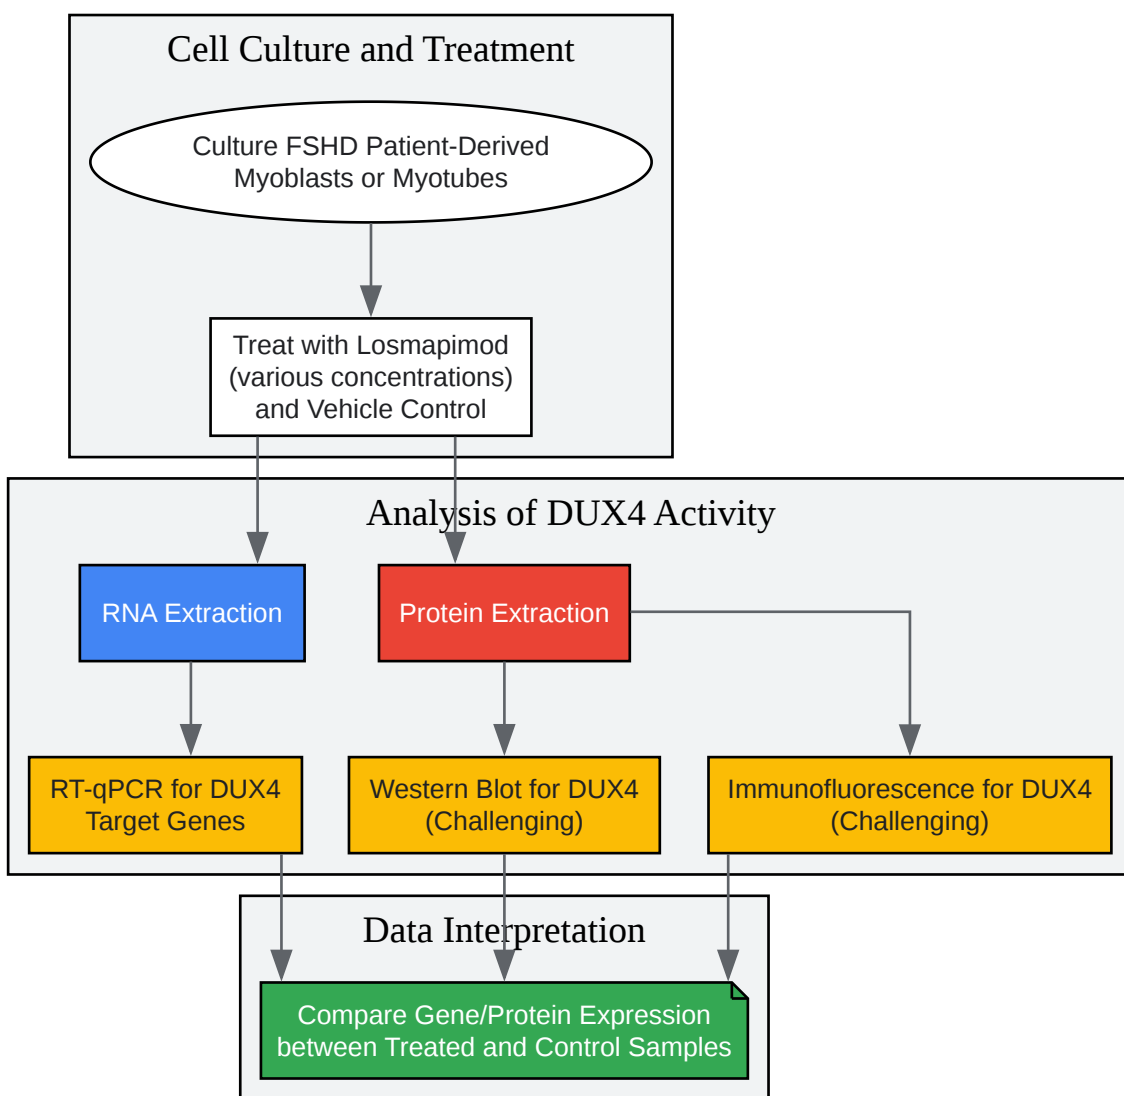 Cell Culture and Treatment
Culture FSHD Patient-Derived
Myoblasts or Myotubes
Treat with Losmapimod
(various concentrations)
and Vehicle Control
Analysis of DUX4 Activity
RNA Extraction
Protein Extraction
RT-qPCR for DUX4
Target Genes
Western Blot for DUX4
(Challenging)
Immunofluorescence for DUX4
(Challenging)
Data Interpretation
Compare Gene/Protein Expression
between Treated and Control Samples